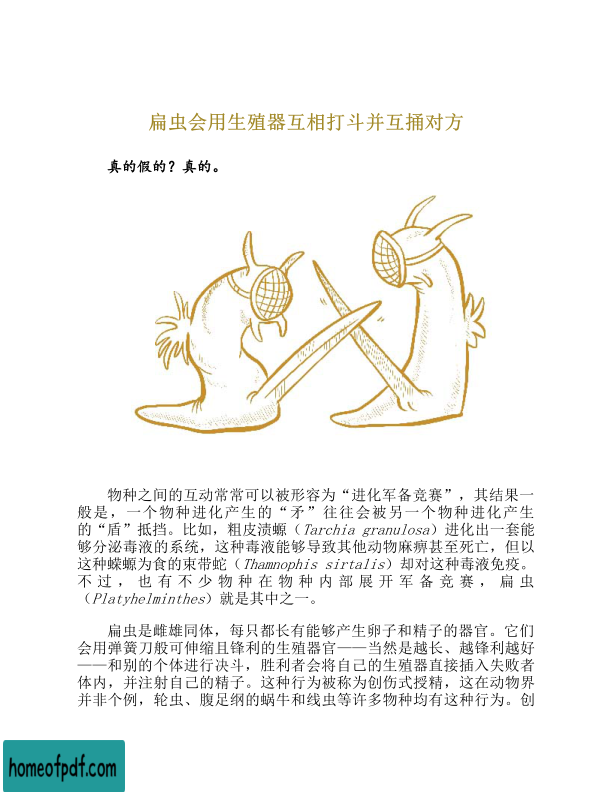 扁虫会用生殖器互相打斗并互捅对方
真的假的？真的。
物种之间的互动常常可以被形容为“进化军备竞赛”，其结果一
般是，一个物种进化产生的“矛”往往会被另一个物种进化产生
的“盾”抵挡。比如，粗皮渍螈（Tarchia granulosa）进化出一套能
够分泌毒液的系统，这种毒液能够导致其他动物麻痹甚至死亡，但以
这种蝾螈为食的束带蛇（Thamnophis sirtalis）却对这种毒液免疫。
不过，也有不少物种在物种内部展开军备竞赛，扁虫
（Platyhelminthes）就是其中之一。
扁虫是雌雄同体，每只都长有能够产生卵子和精子的器官。它们
会用弹簧刀般可伸缩且锋利的生殖器官——当然是越长、越锋利越好
——和别的个体进行决斗，胜利者会将自己的生殖器直接插入失败者
体内，并注射自己的精子。这种行为被称为创伤式授精，这在动物界
并非个例，轮虫、腹足纲的蜗牛和线虫等许多物种均有这种行为。创
homeofpdf.com